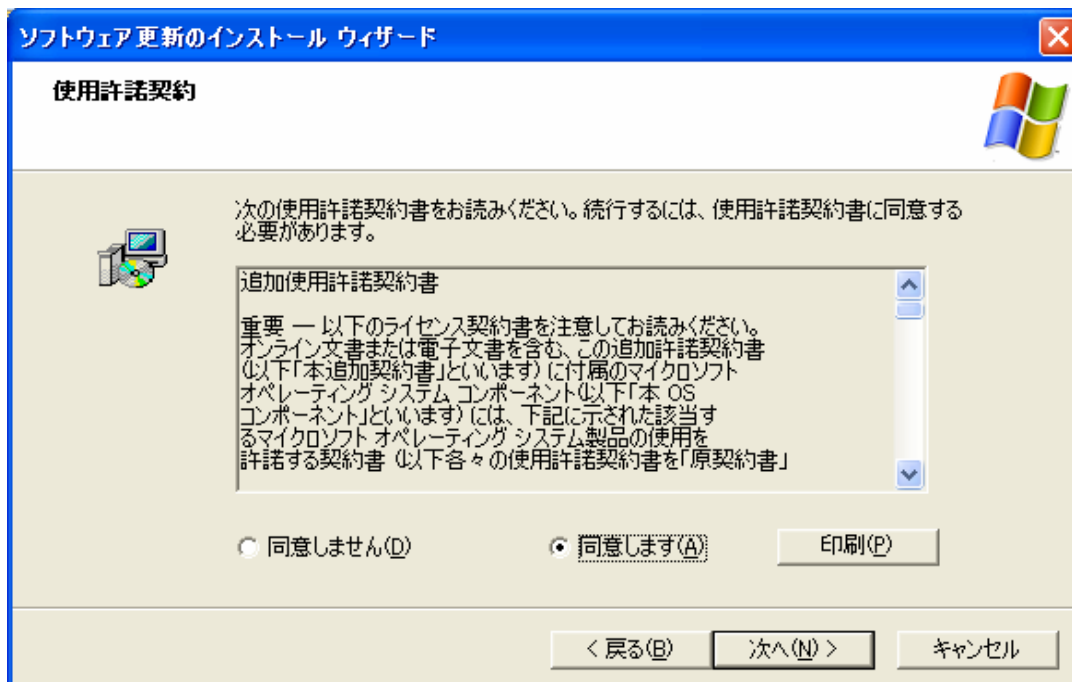 ソフトウェア更新のインストール ウィザード
使用許諾契約
次の使用許諾契約書をお読みください。続行するには、使用許諾契約書に同意する
必要があります。
追加使用許諾契約書
重要 — 以下のライセンス契約書を注意してお読みください。
オンライン文書または電子文書を含む、この追加許諾契約書
(以下「本追加契約書」といいます) に付属のマイクロソフト
オペレーティング システム コンポーネント(以下「本 OS
コンポーネント」といいます) には、下記に示された該当す
るマイクロソフト オペレーティング システム製品の使用を
許諾する契約書 (以下各々の使用許諾契約書を「原契約書」
同意しません(D)
同意します(A)
印刷(P)
< 戻る(B)
次へ(N) >
キャンセル